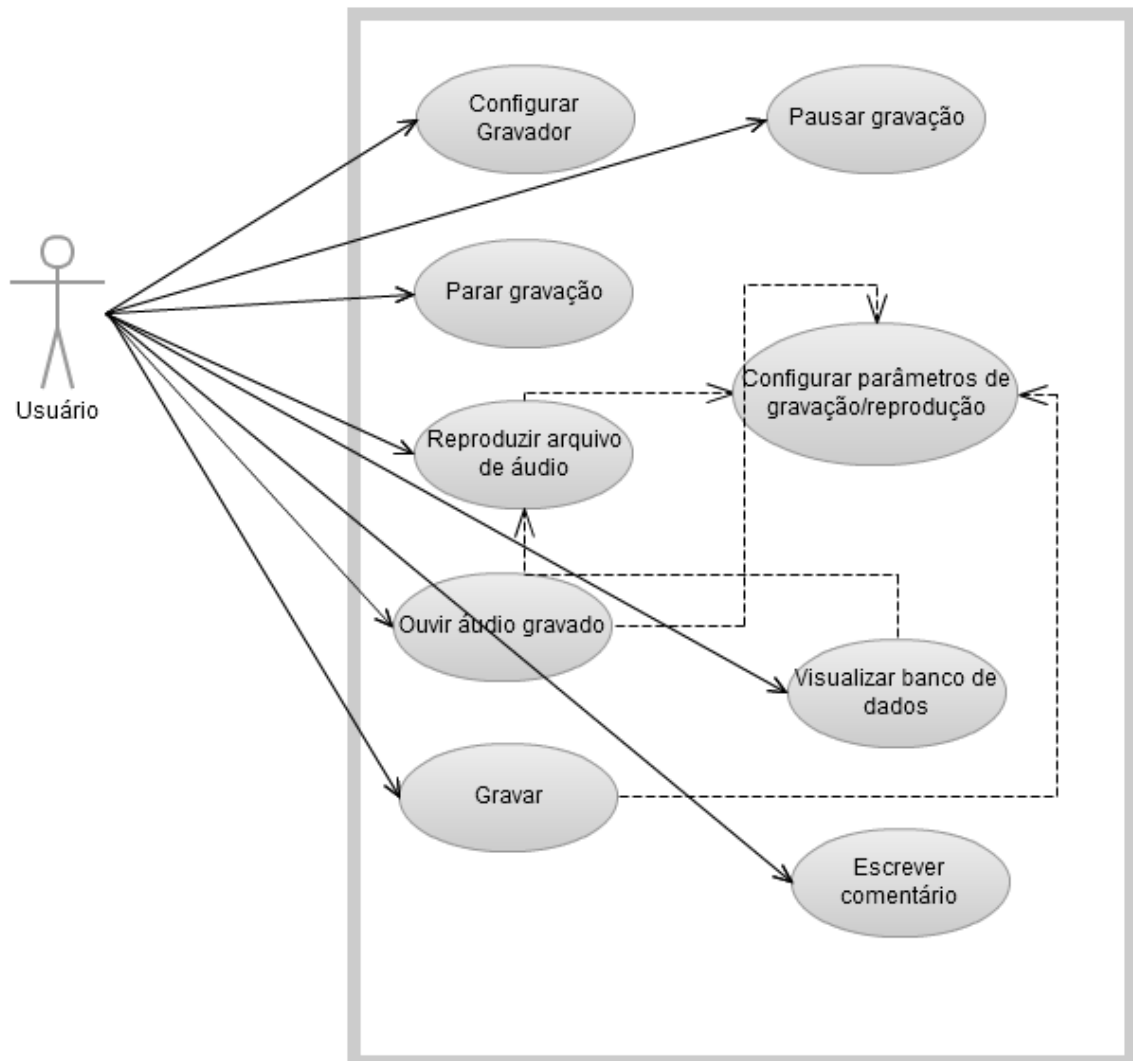 Configurar
Gravador
Pausar gravação
Parar gravação
Usuário
Configurar parâmetros de
gravação/reprodução
Reproduzir arquivo
de áudio
Ouvir áudio gravado
Visualizar banco de
dados
Gravar
Escrever
comentário